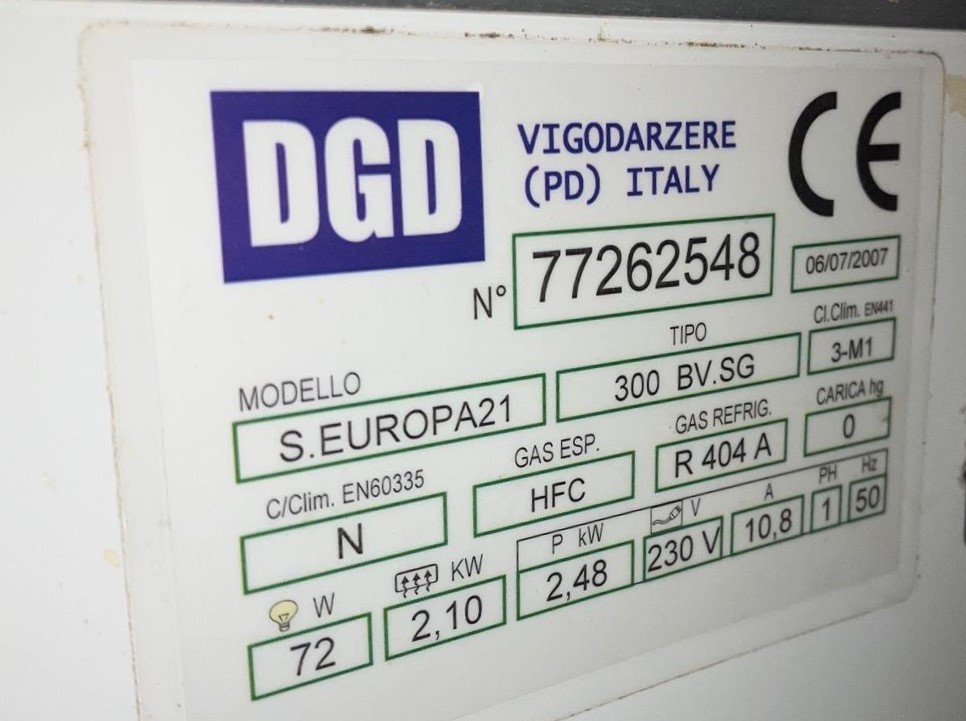 DGD
VIGODARZERE
(PD) ITALY
CE
N° 77262548
06/07/2007
MODELLO
S.EUROPA21
TIPO
300 BV.SG
Cl.Clim. EN441
3-M1
C/Clim. EN60335
N
GAS ESP.
HFC
GAS REFRIG.
R 404 A
CARICA hg
0
W
72
KW
2,10
P kW
2,48
V
230 V
A
10,8
PH
1
Hz
50